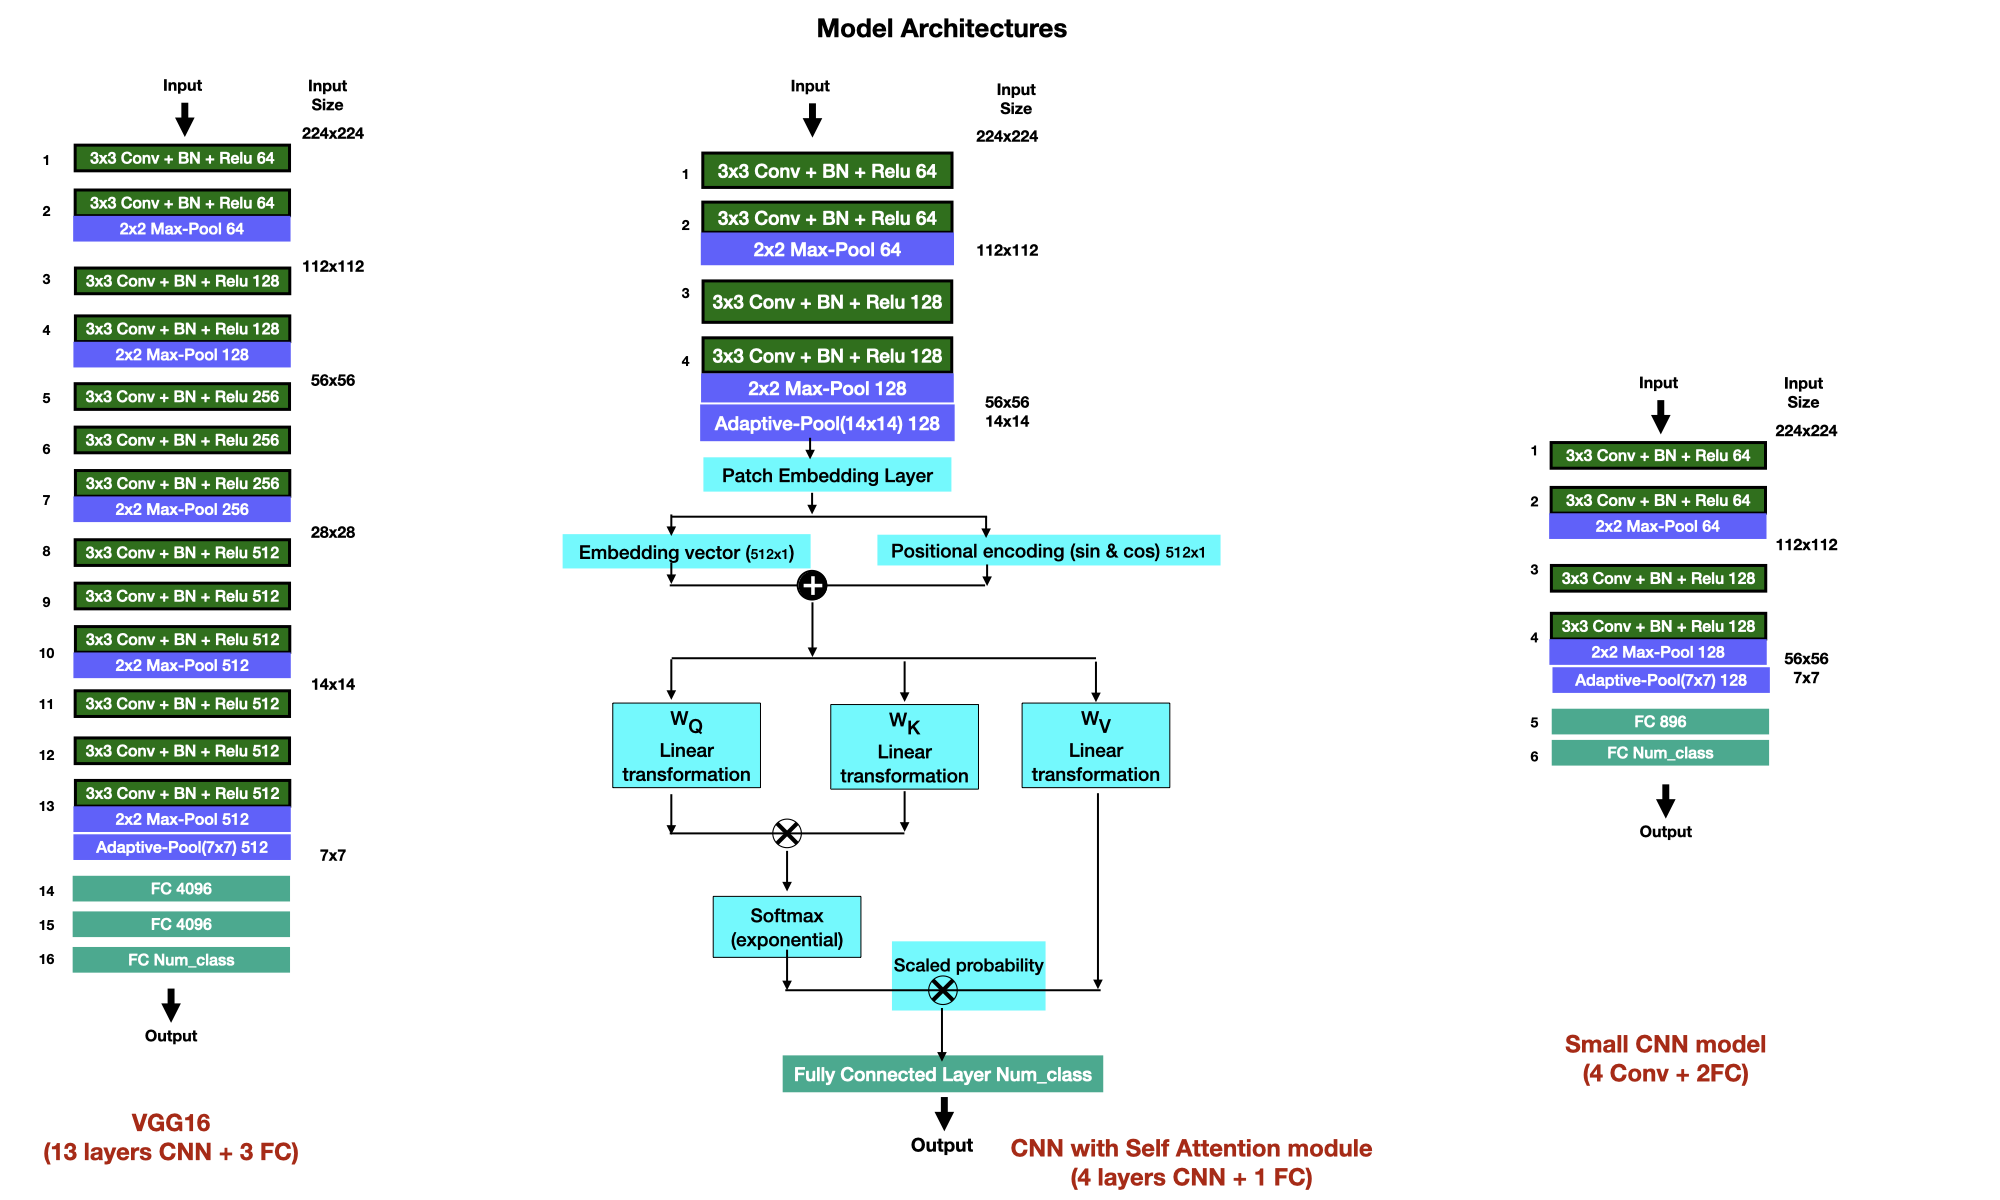 Model Architectures
Input
Input
Size
224x224
1
3x3 Conv + BN + Relu 64
2
3x3 Conv + BN + Relu 64
2x2 Max-Pool 64
112x112
3
3x3 Conv + BN + Relu 128
4
3x3 Conv + BN + Relu 128
2x2 Max-Pool 128
56x56
5
3x3 Conv + BN + Relu 256
6
3x3 Conv + BN + Relu 256
7
3x3 Conv + BN + Relu 256
2x2 Max-Pool 256
28x28
8
3x3 Conv + BN + Relu 512
9
3x3 Conv + BN + Relu 512
10
3x3 Conv + BN + Relu 512
2x2 Max-Pool 512
14x14
11
3x3 Conv + BN + Relu 512
12
3x3 Conv + BN + Relu 512
13
3x3 Conv + BN + Relu 512
2x2 Max-Pool 512
Adaptive-Pool(7x7) 512
7x7
14
FC 4096
15
FC 4096
16
FC Num_class
Output
VGG16
(13 layers CNN + 3 FC)
Input
Input
Size
224x224
1
3x3 Conv + BN + Relu 64
2
3x3 Conv + BN + Relu 64
2x2 Max-Pool 64
112x112
3
3x3 Conv + BN + Relu 128
4
3x3 Conv + BN + Relu 128
2x2 Max-Pool 128
56x56
Adaptive-Pool(14x14) 128
14x14
Patch Embedding Layer
Embedding vector (512x1)
Positional encoding (sin & cos) 512x1
WQ
Linear
transformation
WK
Linear
transformation
WV
Linear
transformation
Softmax
(exponential)
Scaled probability
Fully Connected Layer Num_class
Output
CNN with Self Attention module
(4 layers CNN + 1 FC)
Input
Input
Size
224x224
1
3x3 Conv + BN + Relu 64
2
3x3 Conv + BN + Relu 64
2x2 Max-Pool 64
112x112
3
3x3 Conv + BN + Relu 128
4
3x3 Conv + BN + Relu 128
2x2 Max-Pool 128
56x56
Adaptive-Pool(7x7) 128
7x7
5
FC 896
6
FC Num_class
Output
Small CNN model
(4 Conv + 2FC)